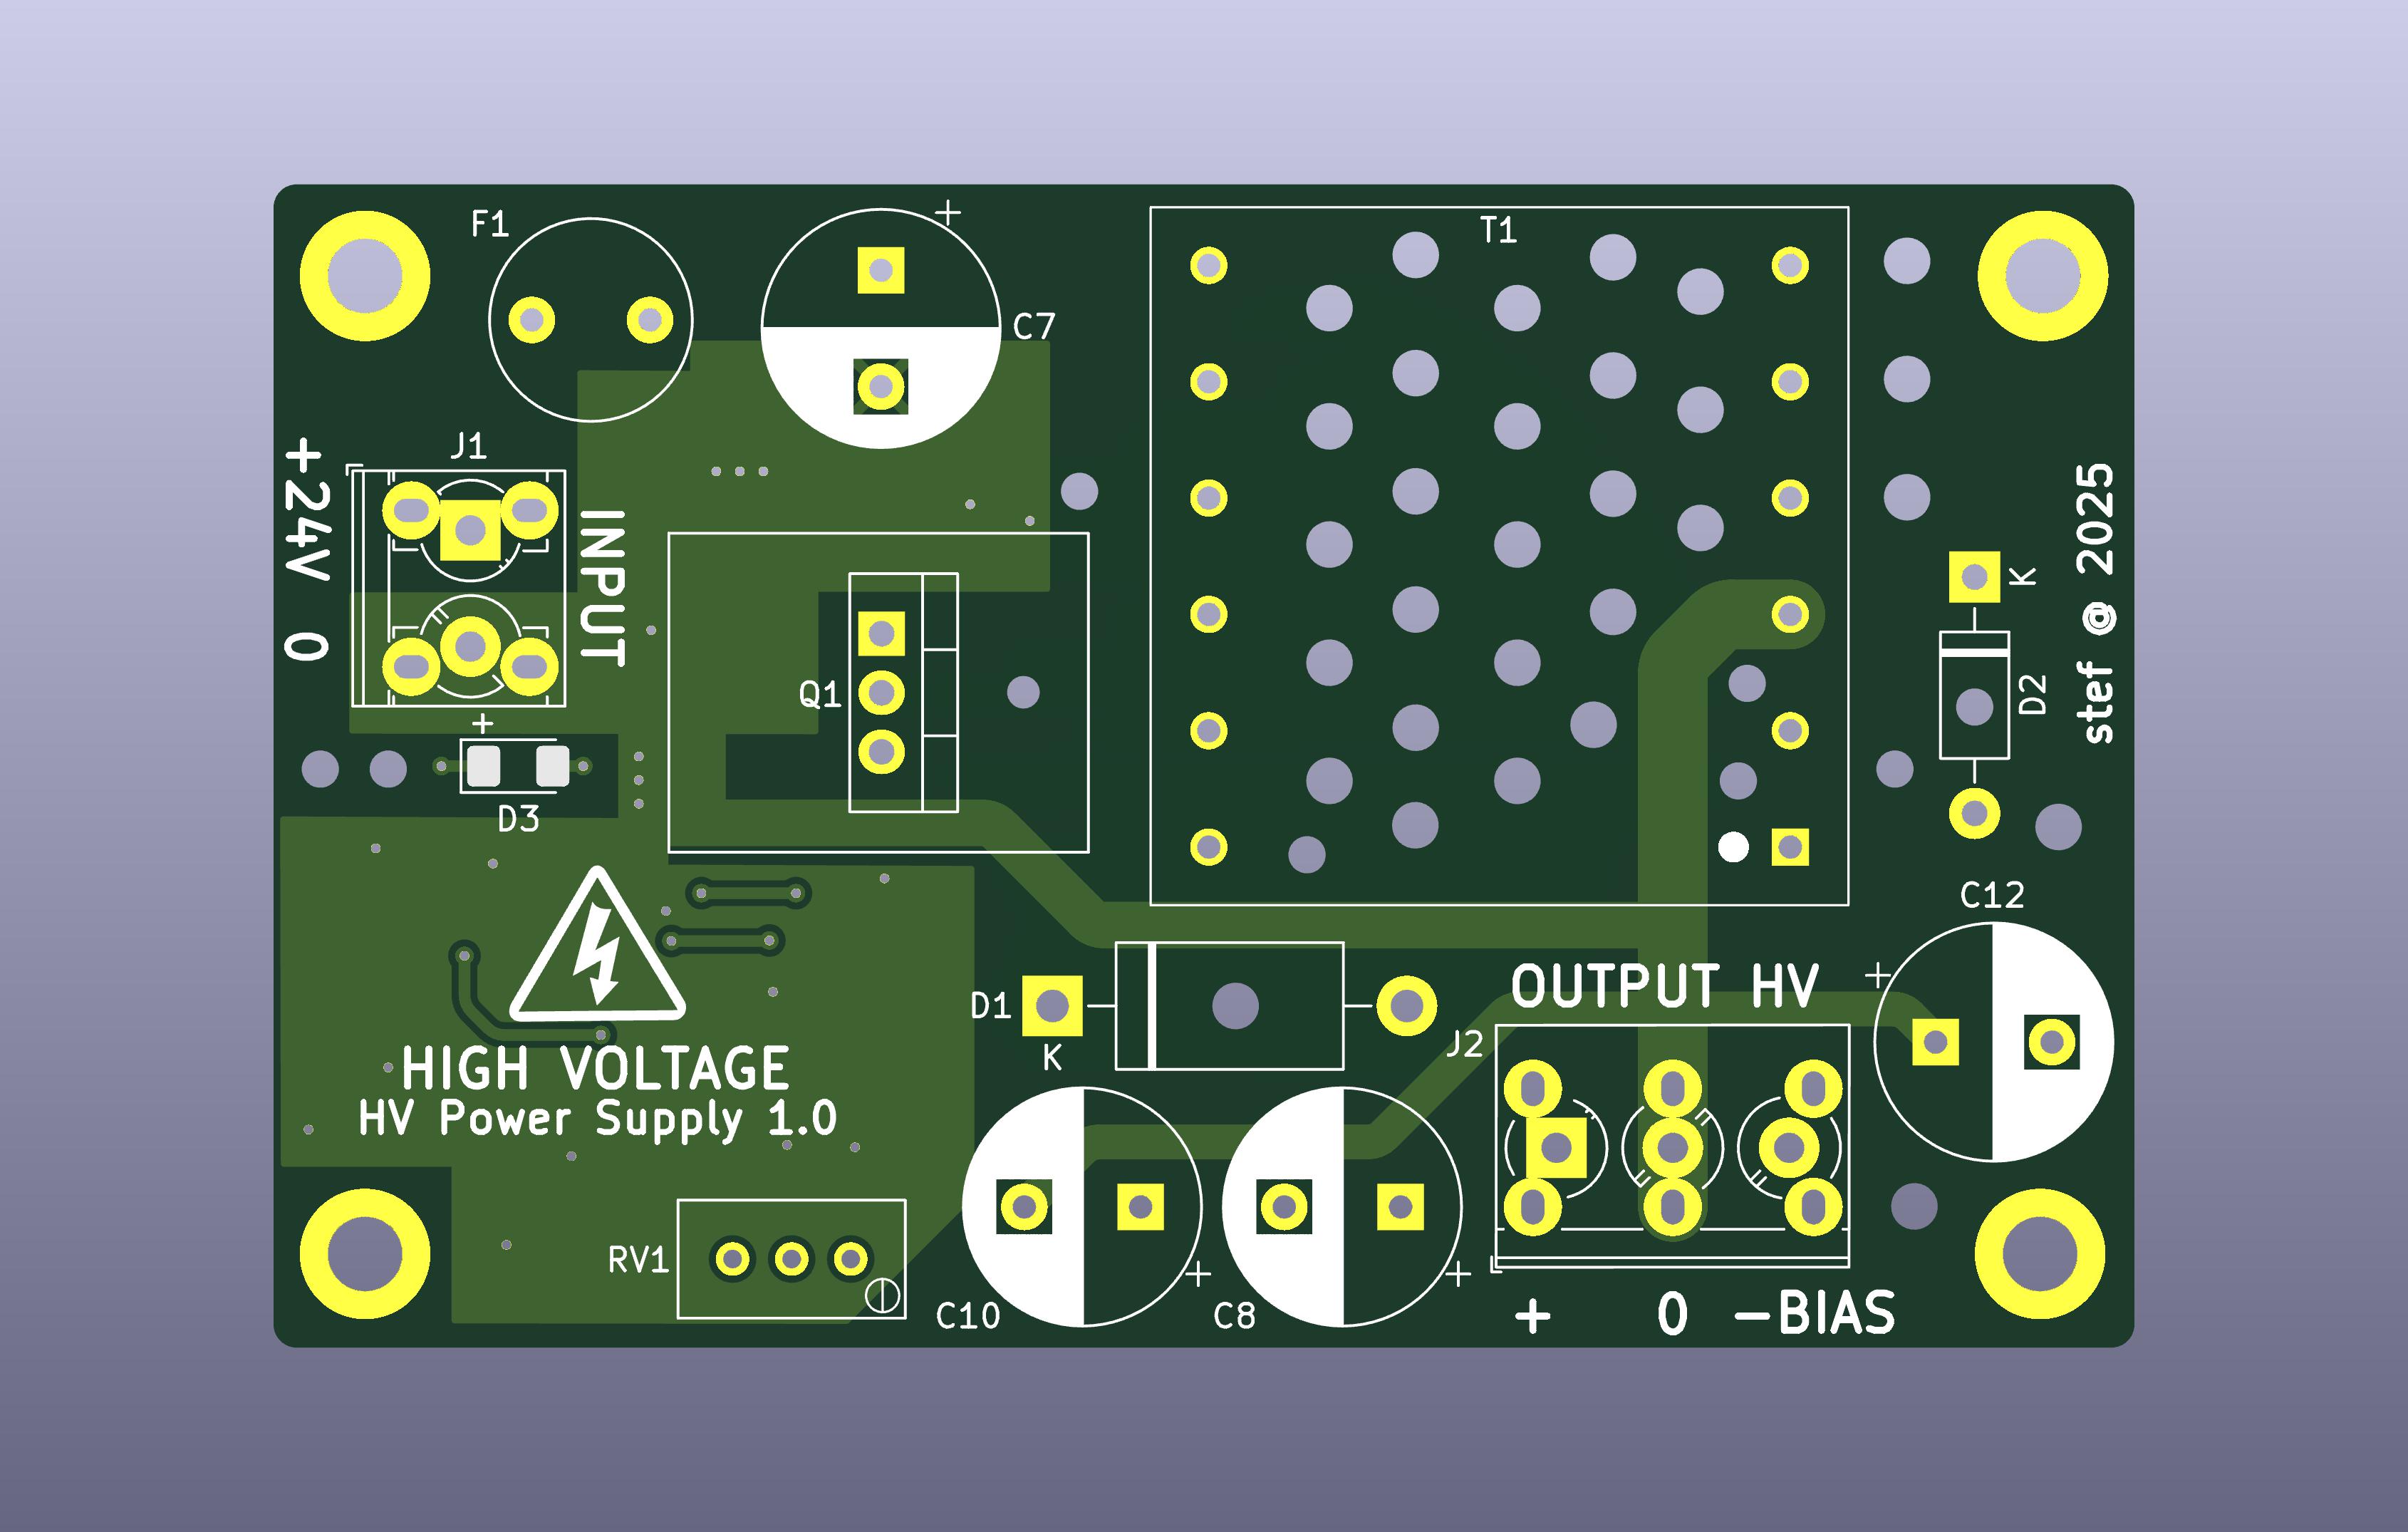 F1
+
T1
C7
J1
+24V
0
INPUT
stef @ 2025
K
D2
Q1
+
D3
C12
+
OUTPUT HV
D1
K
J2
HIGH VOLTAGE
HV Power Supply 1.0
RV1
C10
+
C8
+
+ 0 -BIAS